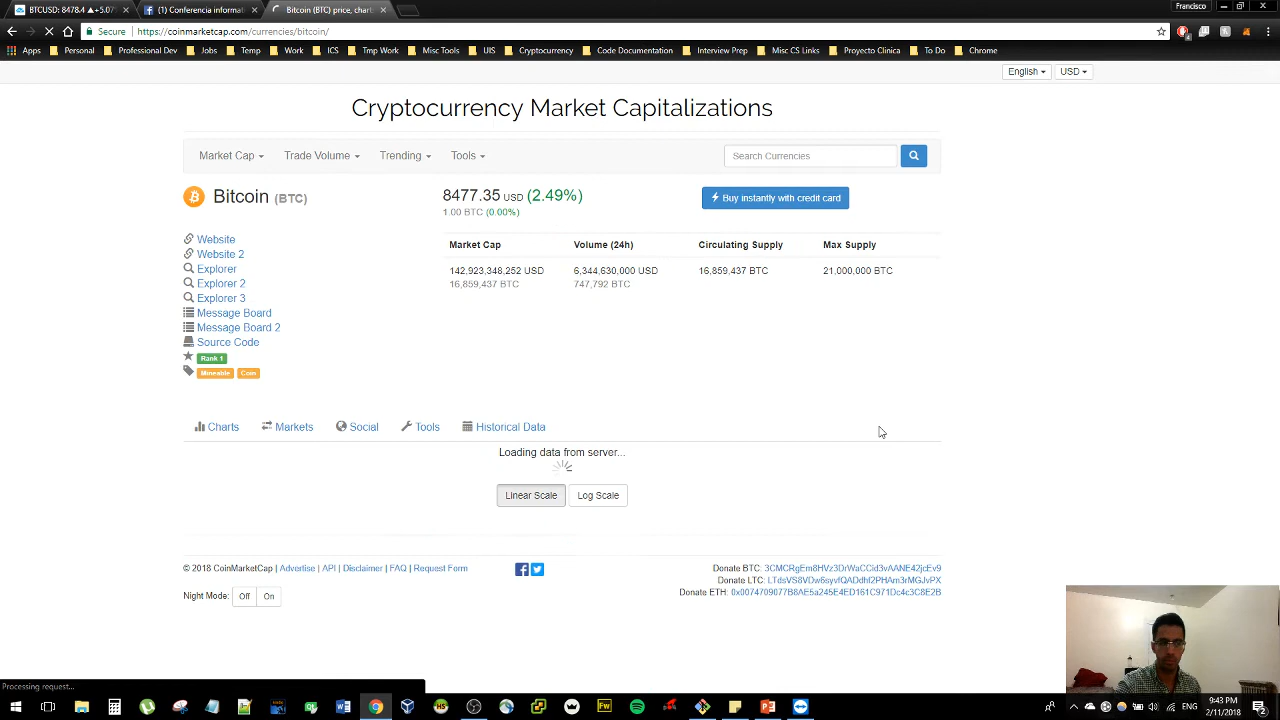 BTCUSD: 8478.4 ▲+5.07
(1) Conferencia informat
Bitcoin (BTC) price, chart
Francisco
Secure | https://coinmarketcap.com/currencies/bitcoin/
Apps Personal Professional Dev Jobs Temp Work ICS Tmp Work Misc Tools UIS Cryptocurrency Code Documentation Interview Prep Misc CS Links Proyecto Clinica To Do Chrome
English USD
Cryptocurrency Market Capitalizations
Market Cap Trade Volume Trending Tools Search Currencies
Bitcoin (BTC) 8477.35 USD (2.49%) Buy instantly with credit card
1.00 BTC (0.00%)
Website
Website 2
Explorer
Explorer 2
Explorer 3
Message Board
Message Board 2
Source Code
Rank 1
Mineable Coin
Market Cap Volume (24h) Circulating Supply Max Supply
142,923,348,252 USD 6,344,630,000 USD 16,859,437 BTC 21,000,000 BTC
16,859,437 BTC 747,792 BTC
Charts Markets Social Tools Historical Data
Loading data from server...
Linear Scale Log Scale
© 2018 CoinMarketCap | Advertise | API | Disclaimer | FAQ | Request Form
Night Mode: Off On
Donate BTC: 3CMCRgEm8HVz3DrWaCCid3vAANE42jcEv9
Donate LTC: LTdsVS8VDw6syvfQADdhf2PHAm3rMGJvPX
Donate ETH: 0x0074709077B8AE5a245E4ED161C971Dc4c3C8E2B
Processing request...
9:43 PM
2/11/2018